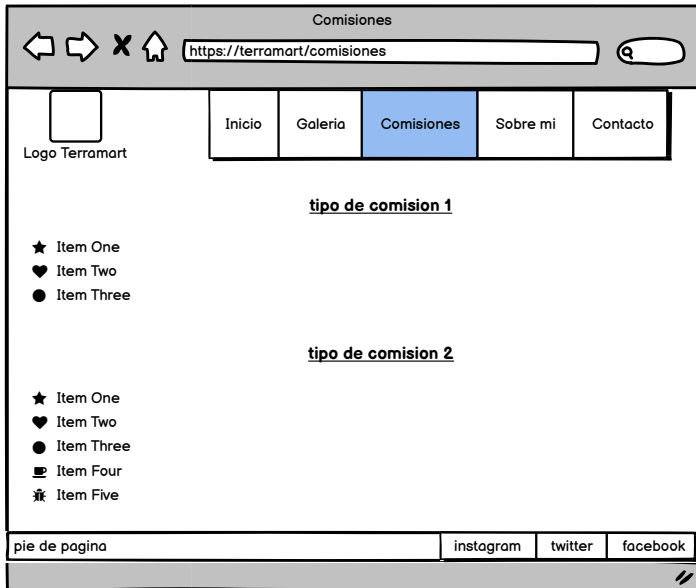 Comisiones
https://terramart/comisiones
Logo Terramart
Inicio
Galeria
Comisiones
Sobre mi
Contacto
tipo de comision 1
Item One
Item Two
Item Three
tipo de comision 2
Item One
Item Two
Item Three
Item Four
Item Five
pie de pagina
instagram
twitter
facebook